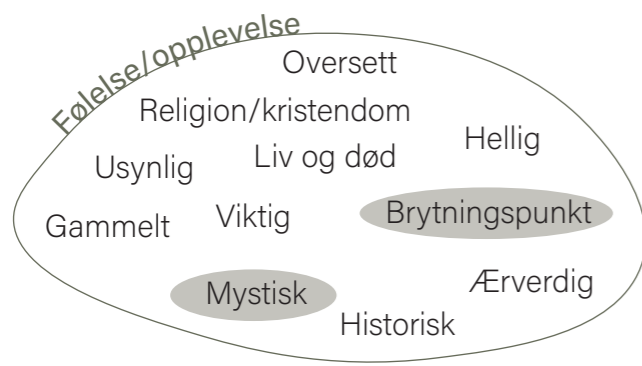 Følelse/opplevelse
Oversett
Religion/kristendom
Hellig
Liv og død
Usynlig
Viktig
Brytningspunkt
Gammelt
Ærverdig
Mystisk
Historisk